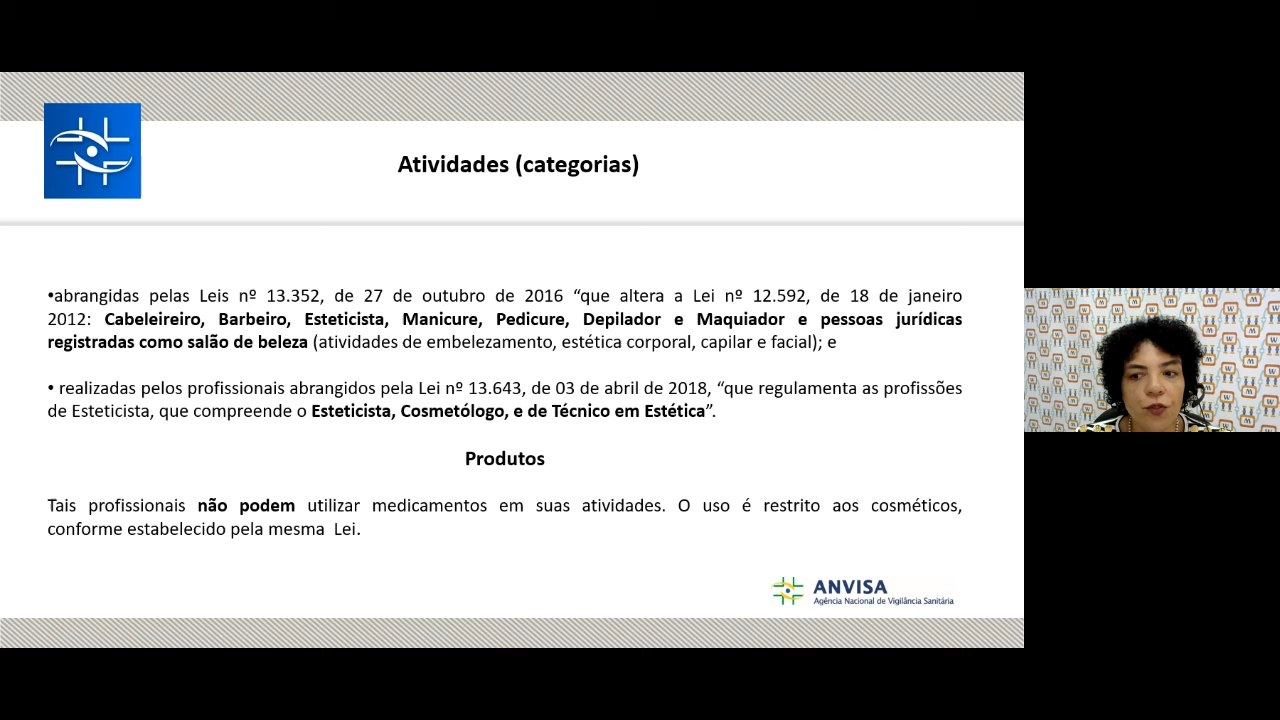 Atividades (categorias)
•abrangidas pelas Leis nº 13.352, de 27 de outubro de 2016 “que altera a Lei nº 12.592, de 18 de janeiro
2012: Cabeleireiro, Barbeiro, Esteticista, Manicure, Pedicure, Depilador e Maquiador e pessoas jurídicas
registradas como salão de beleza (atividades de embelezamento, estética corporal, capilar e facial); e
• realizadas pelos profissionais abrangidos pela Lei nº 13.643, de 03 de abril de 2018, “que regulamenta as profissões
de Esteticista, que compreende o Esteticista, Cosmetólogo, e de Técnico em Estética”.
Produtos
Tais profissionais não podem utilizar medicamentos em suas atividades. O uso é restrito aos cosméticos,
conforme estabelecido pela mesma Lei.
ANVISA
Agência Nacional de Vigilância Sanitária